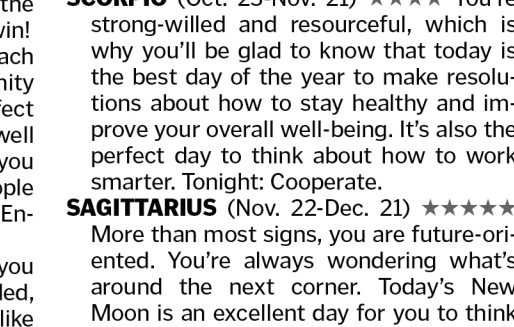 the
win!
each
nity
fect
well
you
ople
En-
you
ded,
like
SCORPIO (Oct. 23-Nov. 21) ★★★★ You're
strong-willed and resourceful, which is
why you'll be glad to know that today is
the best day of the year to make resolu-
tions about how to stay healthy and im-
prove your overall well-being. It's also the
perfect day to think about how to work
smarter. Tonight: Cooperate.
SAGITTARIUS (Nov. 22-Dec. 21) ★★★★★
More than most signs, you are future-ori-
ented. You're always wondering what's
around the next corner. Today's New
Moon is an excellent day for you to think